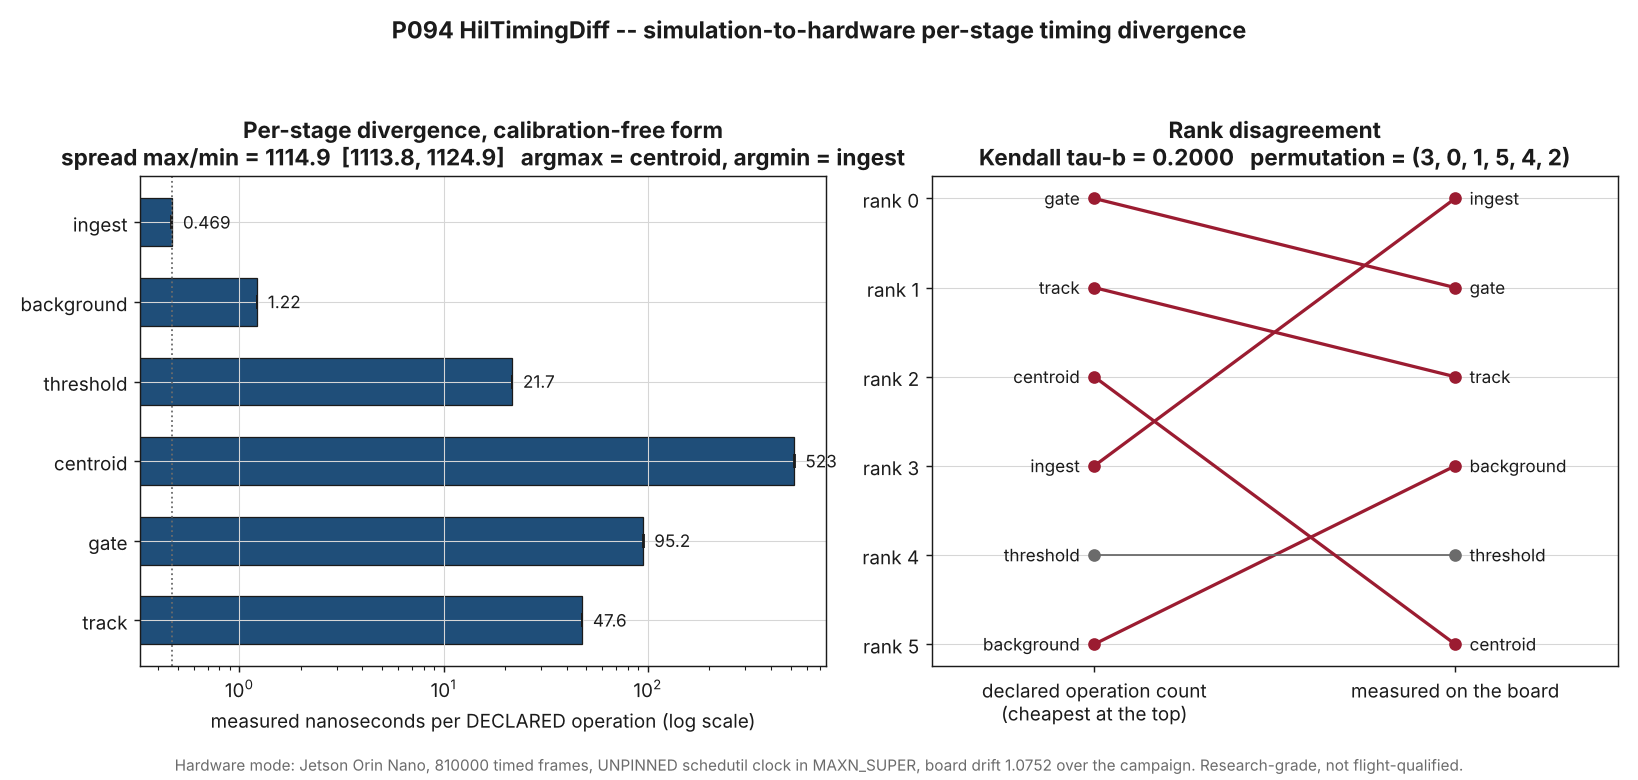 P094 HilTimingDiff -- simulation-to-hardware per-stage timing divergence
Per-stage divergence, calibration-free form
spread max/min = 1114.9 [1113.8, 1124.9] argmax = centroid, argmin = ingest
ingest
0.469
background
1.22
threshold
21.7
centroid
523
gate
95.2
track
47.6
10^0
10^1
10^2
measured nanoseconds per DECLARED operation (log scale)
Rank disagreement
Kendall tau-b = 0.2000 permutation = (3, 0, 1, 5, 4, 2)
rank 0
gate
ingest
rank 1
track
gate
rank 2
centroid
track
rank 3
ingest
background
rank 4
threshold
threshold
rank 5
background
centroid
declared operation count
(cheapest at the top)
measured on the board
Hardware mode: Jetson Orin Nano, 810000 timed frames, UNPINNED schedutil clock in MAXN_SUPER, board drift 1.0752 over the campaign. Research-grade, not flight-qualified.